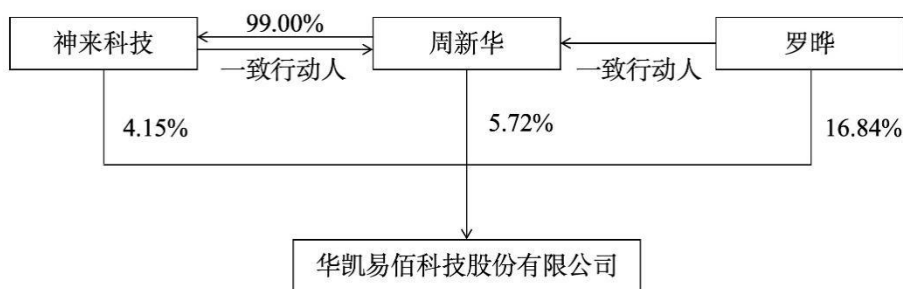 99.00%
神来科技
周新华
罗晔
一致行动人
一致行动人
4.15%
5.72%
16.84%
华凯易佰科技股份有限公司